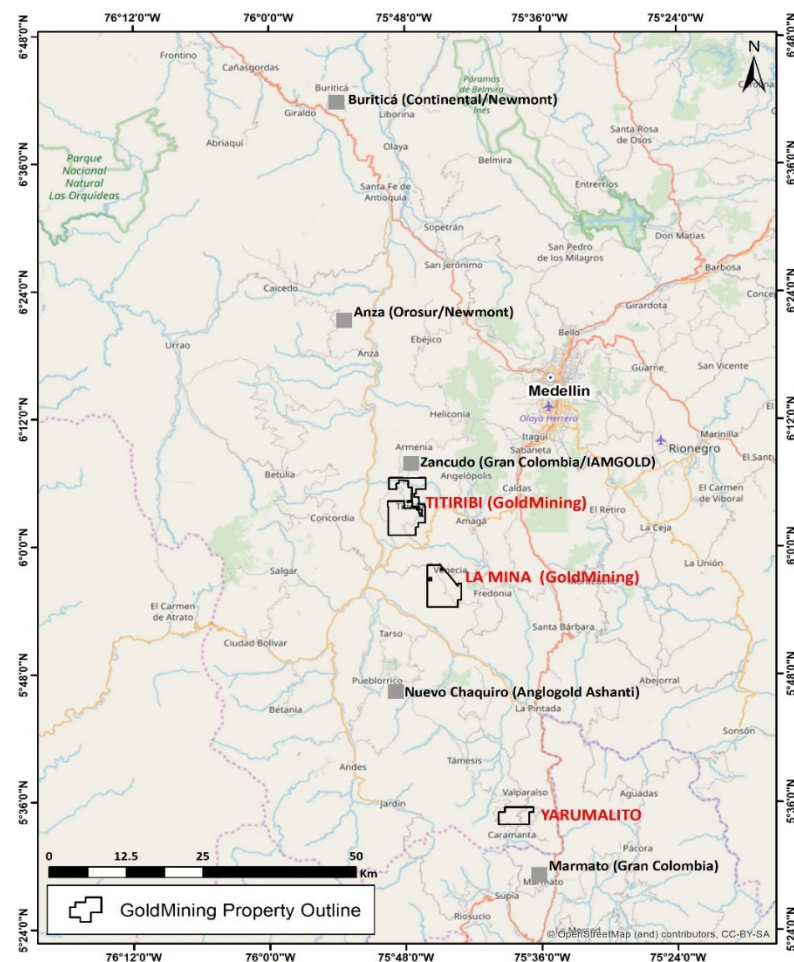 76°12'0"W
76°0'0"W
75°48'0"W
75°36'0"W
75°24'0"W
6°48'0"N
6°48'0"N
N
Frontino
Cañasgordas
Buriticá
Buriticá (Continental/Newmont)
Giraldo
Liborina
Páramos
de Belmira
Abriaquí
Olaya
Santa Rosa
de Osos
Parque
Nacional
Natural
Las Orquídeas
6°36'0"N
6°36'0"N
Belmira
Santa Fe de
Antioquia
Entrerríos
Sopetrán
Don Matías
San Pedro
de los Milagros
San Jerónimo
Barbosa
6°24'0"N
6°24'0"N
Caicedo
Girardota
Anza (Orosur/Newmont)
Urrao
Anzá
Ebéjico
Bello
Guarne
San Vicente
Medellin
Heliconia
Olaya Herrera
6°12'0"N
6°12'0"N
Itagüí
Sabaneta
Marinilla
Rionegro
Armenia
Zancudo (Gran Colombia/IAMGOLD)
Betulia
Angelópolis
Caldas
El Carmen
de Viboral
TITIRIBI (GoldMining)
Concordia
Amagá
El Retiro
La Ceja
6°0'0"N
6°0'0"N
Salgar
Venecia
La Unión
LA MINA (GoldMining)
Fredonia
El Carmen
de Atrato
Ciudad Bolívar
Tarso
Santa Bárbara
5°48'0"N
5°48'0"N
Pueblorrico
Abejorral
Nuevo Chaquiro (Anglogold Ashanti)
Betania
La Pintada
Sonsón
Andes
Támesis
Jardín
Valparaíso
Aguadas
5°36'0"N
5°36'0"N
YARUMALITO
Caramanta
Pácora
0 12.5 25 50
Km
Marmato (Gran Colombia)
Marmato
Supía
Riosucio
La Merced
GoldMining Property Outline
5°24'0"N
5°24'0"N
© OpenStreetMap (and) contributors, CC-BY-SA
76°12'0"W
76°0'0"W
75°48'0"W
75°36'0"W
75°24'0"W